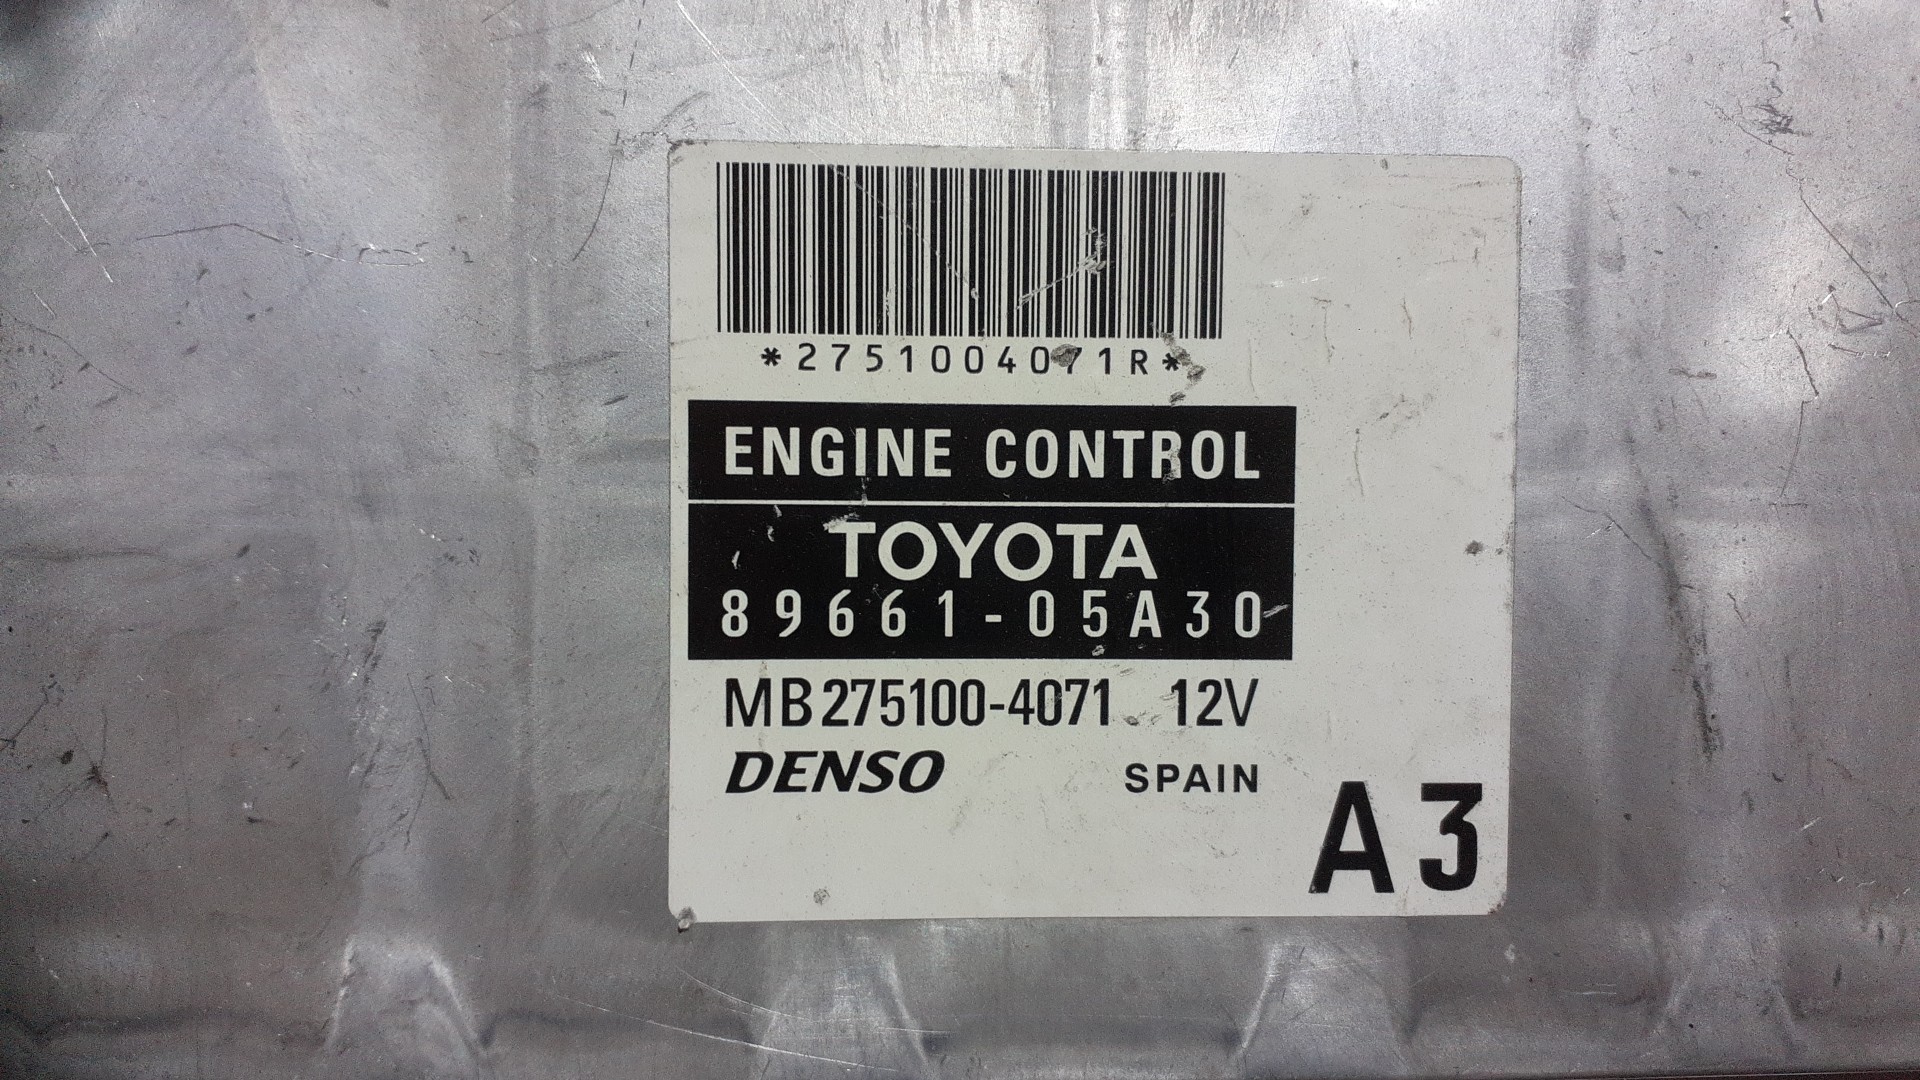 *2751004071R*
ENGINE CONTROL
TOYOTA
89661-05A30
MB275100-4071 12V
DENSO SPAIN
A3